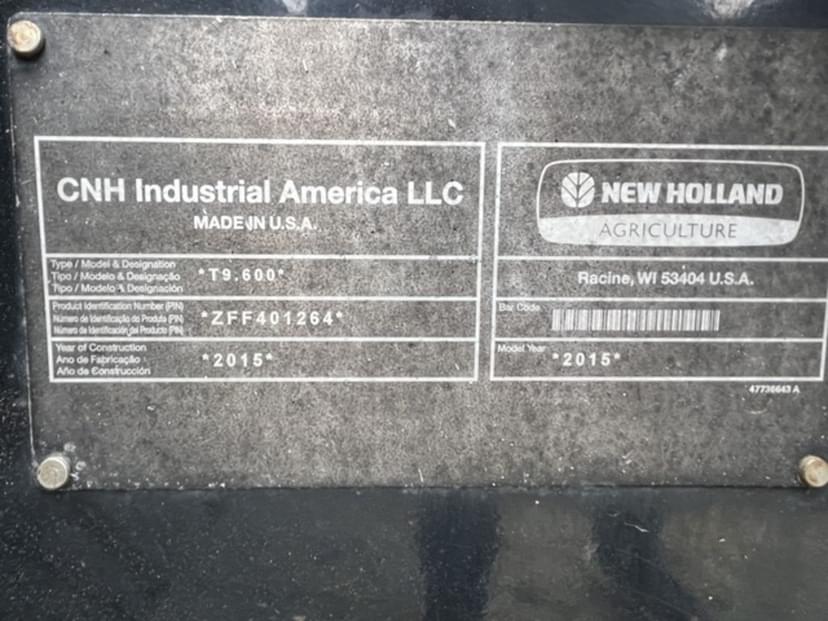 CNH Industrial America LLC
MADE IN U.S.A.
Type / Model & Designation
Tipo / Modelo & Designação
Tipo / Modelo & Designación
*T9.600*
Product Identification Number (PIN)
Número de Identificação do Produto (PIN)
Número de Identificación del Producto (PIN)
*ZFF401264*
Year of Construction
Ano de Fabricação
Año de Construcción
*2015*
NEW HOLLAND
AGRICULTURE
Racine, WI 53404 U.S.A.
Bar Code
Model Year
*2015*
47736643 A